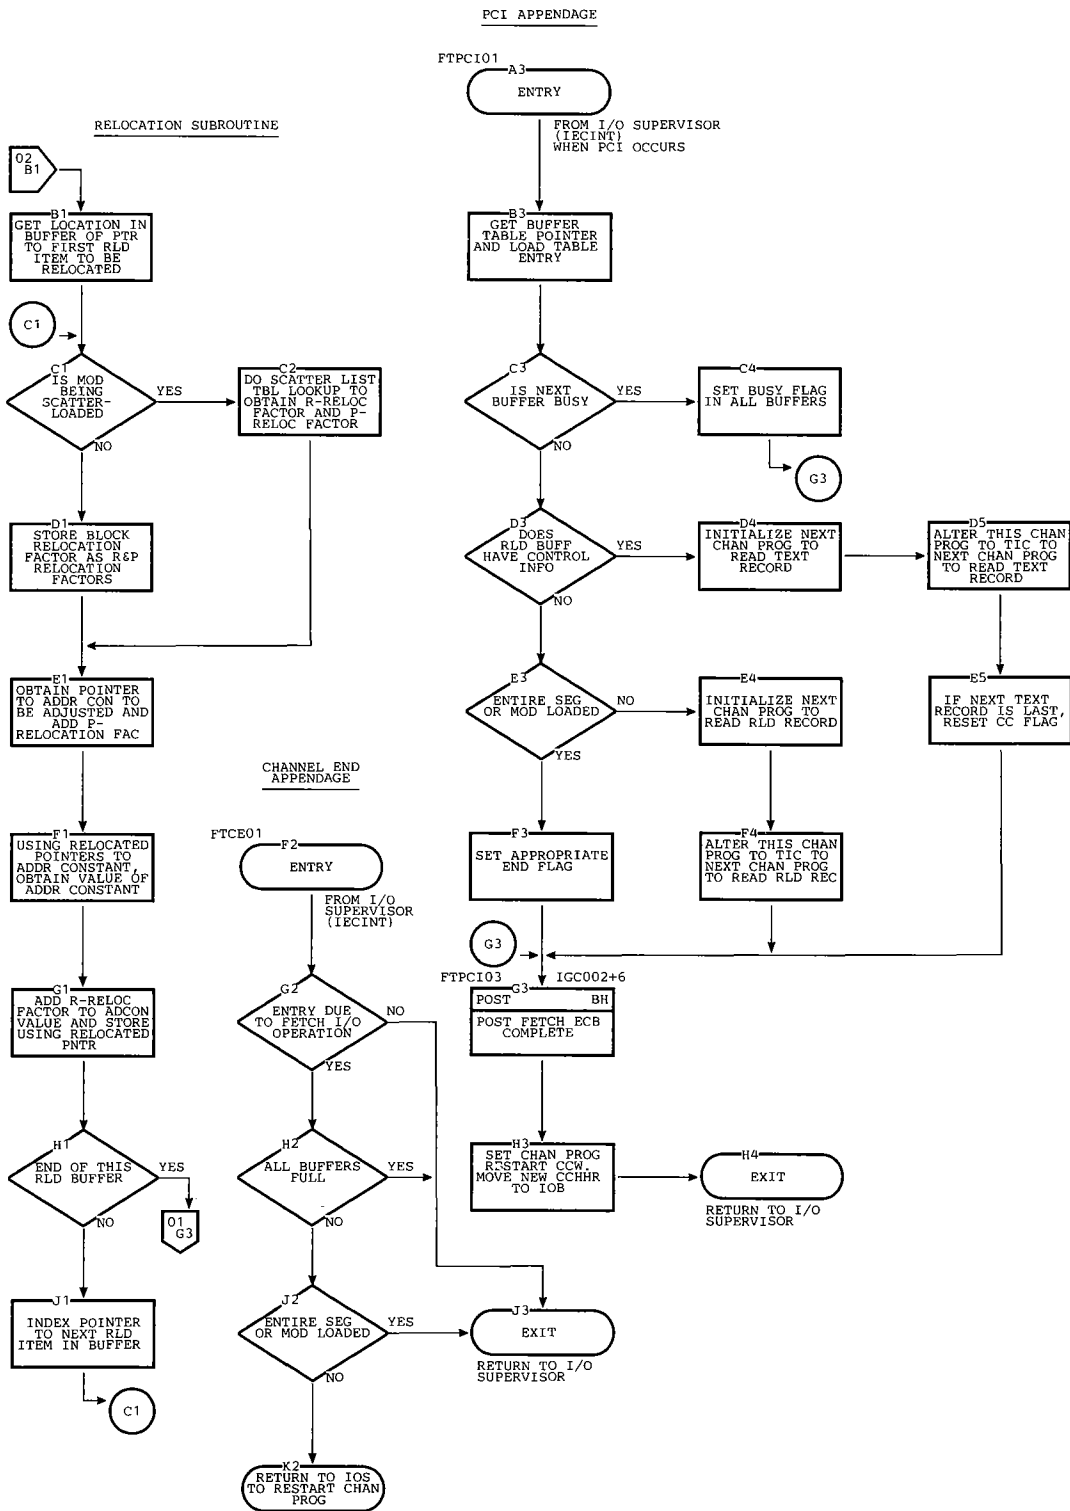 PCI APPENDAGE
FTPCI01
A3
ENTRY
FROM I/O SUPERVISOR
(IECINT)
WHEN PCI OCCURS
RELOCATION SUBROUTINE
02
B1
B1
GET LOCATION IN
BUFFER OF PTR
TO FIRST RLD
ITEM TO BE
RELOCATED
B3
GET BUFFER
TABLE POINTER
AND LOAD TABLE
ENTRY
C1
C1
IS MOD
BEING
SCATTER-
LOADED
YES
NO
C2
DO SCATTER LIST
TBL LOOKUP TO
OBTAIN R-RELOC
FACTOR AND P-
RELOC FACTOR
C3
IS NEXT
BUFFER BUSY
YES
NO
C4
SET BUSY FLAG
IN ALL BUFFERS
G3
D1
STORE BLOCK
RELOCATION
FACTOR AS R&P
RELOCATION
FACTORS
D3
DOES
RLD BUFF
HAVE CONTROL
INFO
YES
NO
D4
INITIALIZE NEXT
CHAN PROG TO
READ TEXT
RECORD
D5
ALTER THIS CHAN
PROG TO TIC TO
NEXT CHAN PROG
TO READ TEXT
RECORD
E1
OBTAIN POINTER
TO ADDR CON TO
BE ADJUSTED AND
ADD P-
RELOCATION FAC
E3
ENTIRE SEG
OR MOD LOADED
NO
YES
E4
INITIALIZE NEXT
CHAN PROG TO
READ RLD RECORD
E5
IF NEXT TEXT
RECORD IS LAST,
RESET CC FLAG
CHANNEL END
APPENDAGE
F1
USING RELOCATED
POINTERS TO
ADDR CONSTANT,
OBTAIN VALUE OF
ADDR CONSTANT
FTCE01
F2
ENTRY
FROM I/O
SUPERVISOR
(IECINT)
F3
SET APPROPRIATE
END FLAG
F4
ALTER THIS CHAN
PROG TO TIC TO
NEXT CHAN PROG
TO READ RLD REC
G3
G1
ADD R-RELOC
FACTOR TO ADCON
VALUE AND STORE
USING RELOCATED
PNTR
G2
ENTRY DUE
TO FETCH I/O
OPERATION
NO
YES
FTPCI03
IGC002+6
G3
POST BH
POST FETCH ECB
COMPLETE
H1
END OF THIS
RLD BUFFER
YES
NO
01
G3
H2
ALL BUFFERS
FULL
YES
NO
H3
SET CHAN PROG
RESTART CCW.
MOVE NEW CCHHR
TO IOB
H4
EXIT
RETURN TO I/O
SUPERVISOR
J1
INDEX POINTER
TO NEXT RLD
ITEM IN BUFFER
C1
J2
ENTIRE SEG
OR MOD LOADED
YES
NO
J3
EXIT
RETURN TO I/O
SUPERVISOR
K2
RETURN TO IOS
TO RESTART CHAN
PROG